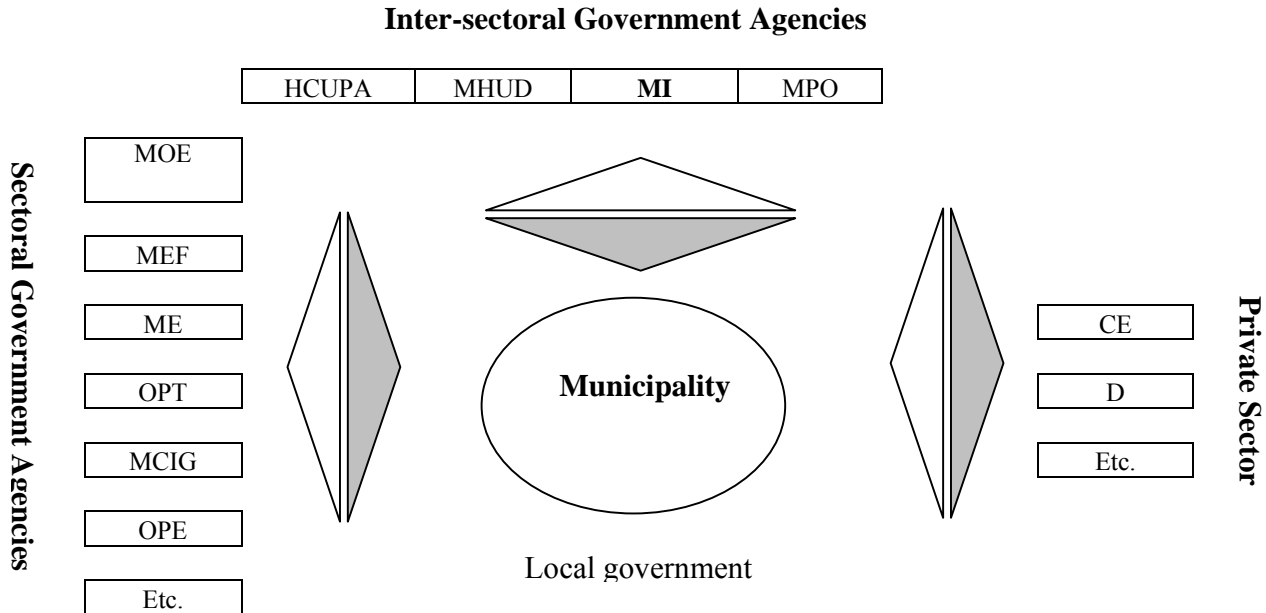 Inter-sectoral Government Agencies
HCUPA MHUD MI MPO
Sectoral Government Agencies
MOE
MEF
ME
OPT
MCIG
OPE
Etc.
Municipality
Local government
CE
D
Etc.
Private Sector